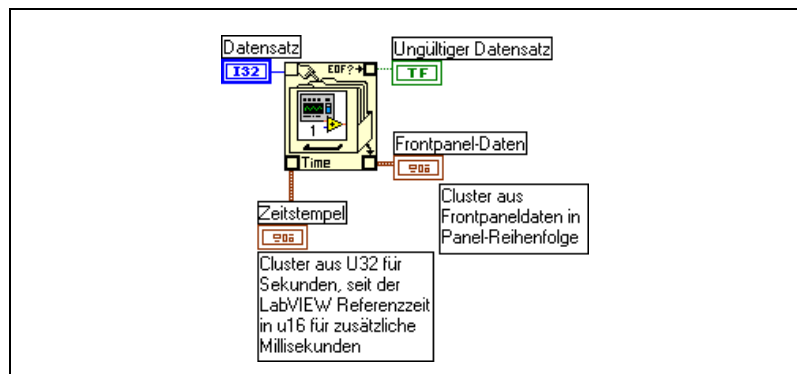 Datensatz
I32
EOF?
1
Time
Ungültiger Datensatz
TF
Frontpanel-Daten
Cluster aus
Frontpaneldaten in
Panel-Reihenfolge
Zeitstempel
Cluster aus U32 für
Sekunden, seit der
LabVIEW Referenzzeit
in u16 für zusätzliche
Millisekunden